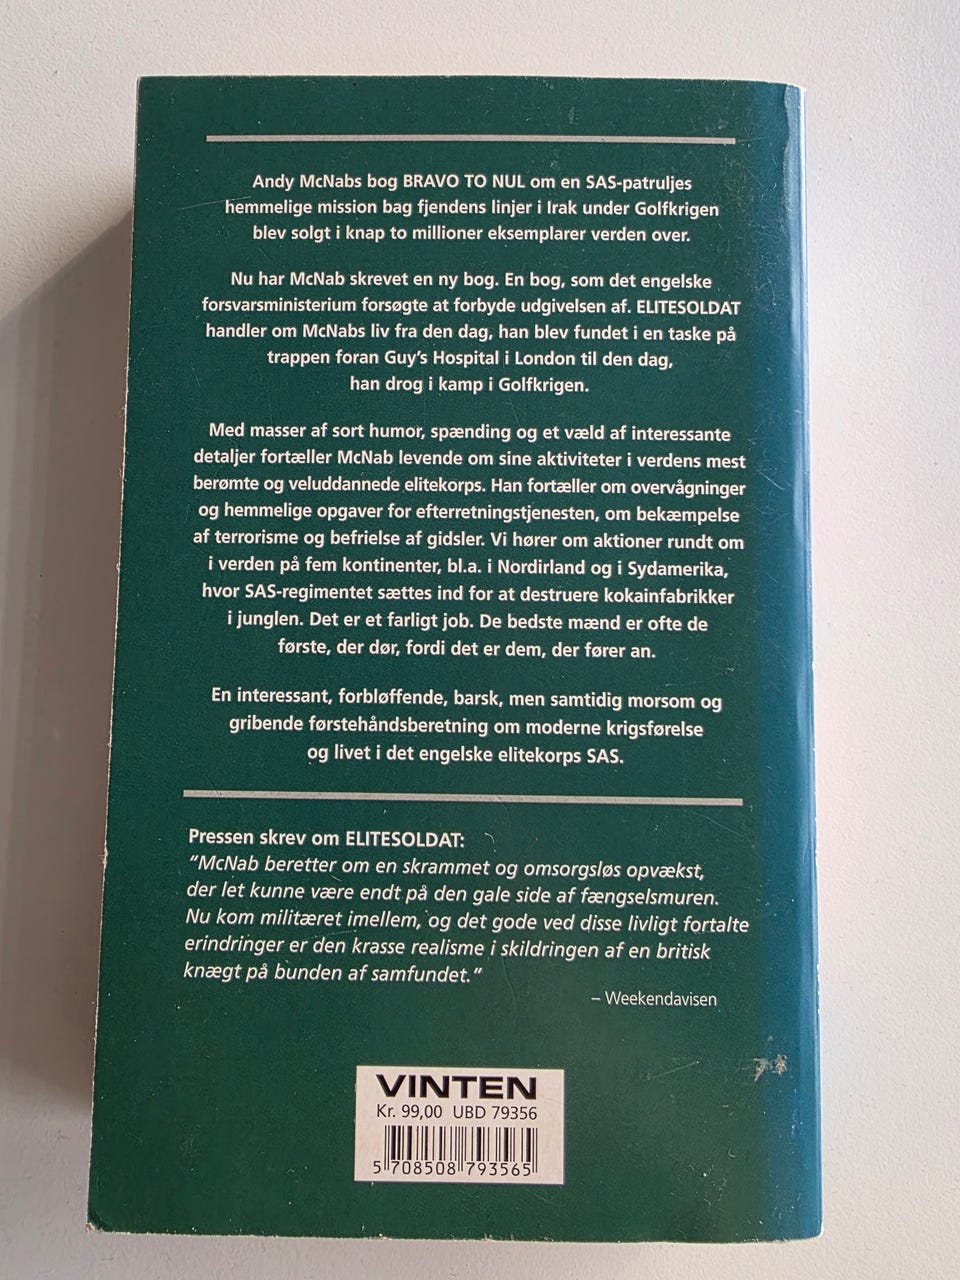 Andy McNabs bog BRAVO TO NUL om en SAS-patruljes
hemmelige mission bag fjendens linjer i Irak under Golfkrigen
blev solgt i knap to millioner eksemplarer verden over.
Nu har McNab skrevet en ny bog. En bog, som det engelske
forsvarsministerium forsøgte at forbyde udgivelsen af. ELITESOLDAT
handler om McNabs liv fra den dag, han blev fundet i en taske på
trappen foran Guy's Hospital i London til den dag,
han drog i kamp i Golfkrigen.
Med masser af sort humor, spænding og et væld af interessante
detaljer fortæller McNab levende om sine aktiviteter i verdens mest
berømte og veluddannede elitekorps. Han fortæller om overvågninger
og hemmelige opgaver for efterretningstjenesten, om bekæmpelse
af terrorisme og befrielse af gidsler. Vi hører om aktioner rundt om
i verden på fem kontinenter, bl.a. i Nordirland og i Sydamerika,
hvor SAS-regimentet sættes ind for at destruere kokainfabrikker
i junglen. Det er et farligt job. De bedste mænd er ofte de
første, der dør, fordi det er dem, der fører an.
En interessant, forbløffende, barsk, men samtidig morsom og
gribende førstehåndsberetning om moderne krigsførelse
og livet i det engelske elitekorps SAS.
Pressen skrev om ELITESOLDAT:
"McNab beretter om en skrammet og omsorgsløs opvækst,
der let kunne være endt på den gale side af fængselsmuren.
Nu kom militæret imellem, og det gode ved disse livligt fortalte
erindringer er den krasse realisme i skildringen af en britisk
knægt på bunden af samfundet."
– Weekendavisen
VINTEN
Kr. 99,00 UBD 79356
5 708508 793565